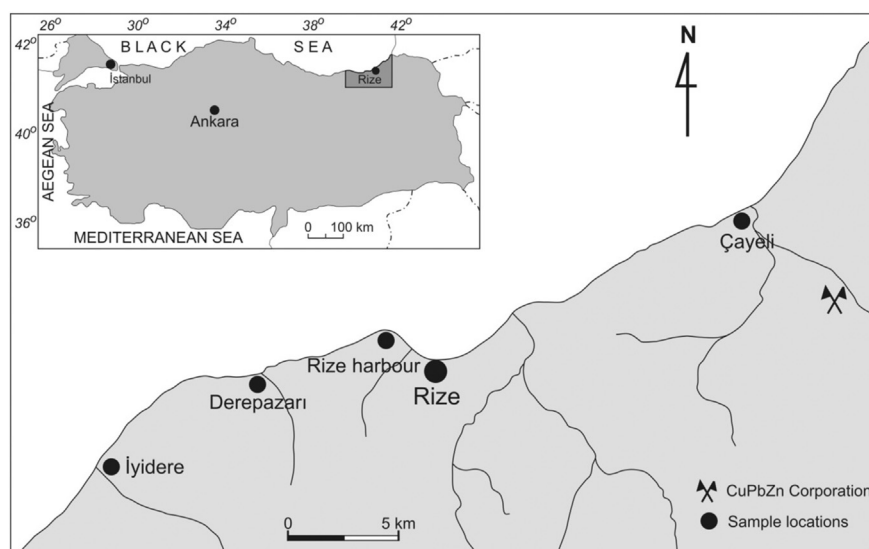 26° 30° 34° 38° 42°
42°
40°
36°
BLACK SEA
İstanbul
Rize
Ankara
AEGEAN SEA
MEDITERRANEAN SEA
0 100 km
N
Çayeli
Rize harbour
Rize
Derepazarı
İyidere
0 5 km
CuPbZn Corporation
Sample locations